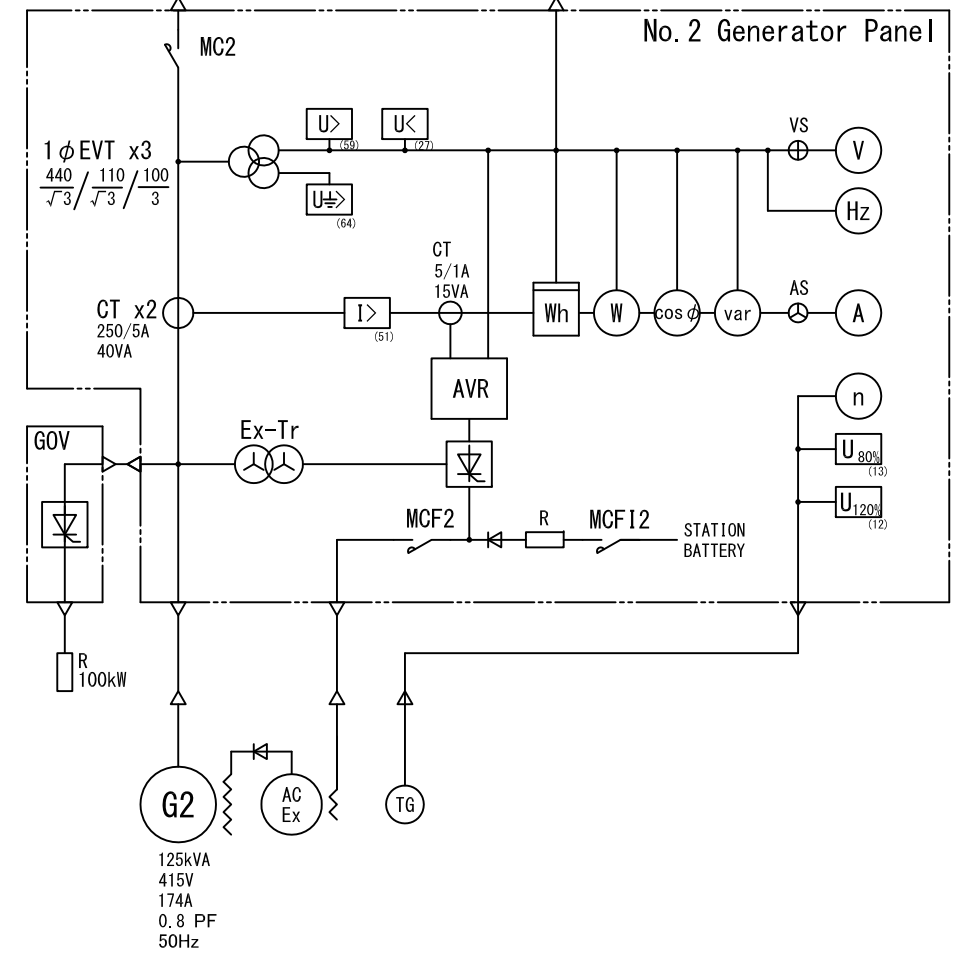 No.2 Generator Panel
MC2
U>
(59)
U<
(27)
VS
V
1φEVT x3
440/√3 / 110/√3 / 100/3
U⏚>
(64)
Hz
CT
5/1A
15VA
CT x2
250/5A
40VA
I>
(51)
Wh
W
cosφ
var
AS
A
AVR
n
GOV
Ex-Tr
U 80%
(13)
U120%
(12)
MCF2
R
MCFI2
STATION
BATTERY
R
100kW
G2
AC
Ex
TG
125kVA
415V
174A
0.8 PF
50Hz